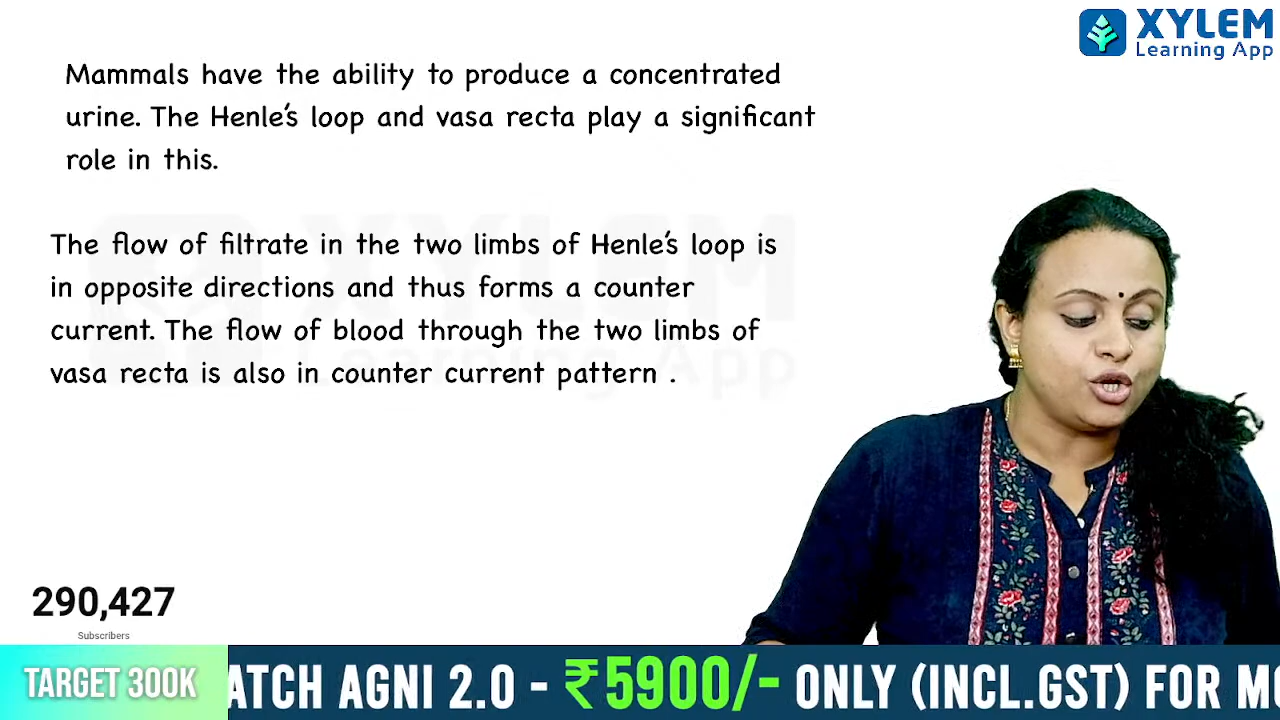 XYLEM
Learning App
Mammals have the ability to produce a concentrated
urine. The Henle's loop and vasa recta play a significant
role in this.
The flow of filtrate in the two limbs of Henle's loop is
in opposite directions and thus forms a counter
current. The flow of blood through the two limbs of
vasa recta is also in counter current pattern .
XYLEM
Learning App
290,427
Subscribers
TARGET 300K
ATCH AGNI 2.0 - ₹5900/- ONLY (INCL.GST) FOR